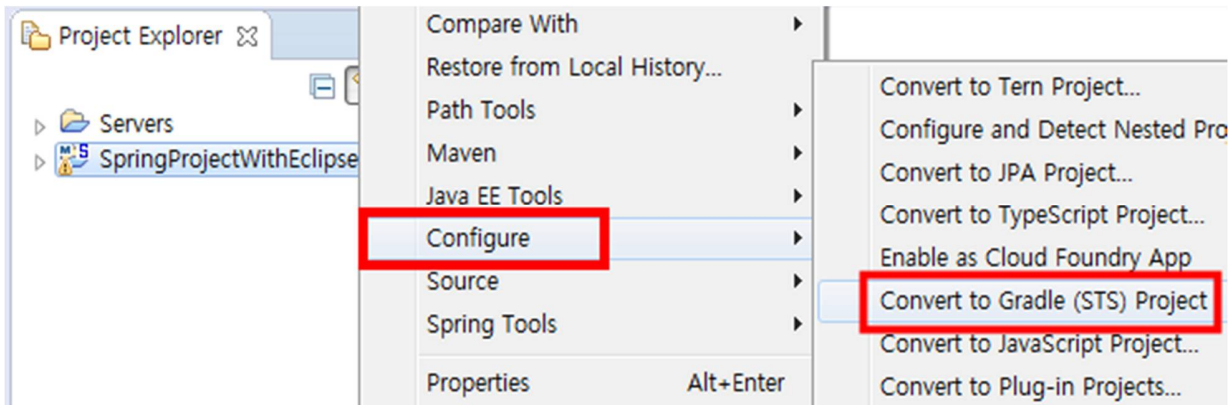 Project Explorer
Servers
SpringProjectWithEclipse
Compare With
Restore from Local History...
Path Tools
Maven
Java EE Tools
Configure
Source
Spring Tools
Properties Alt+Enter
Convert to Tern Project...
Configure and Detect Nested Pro
Convert to JPA Project...
Convert to TypeScript Project...
Enable as Cloud Foundry App
Convert to Gradle (STS) Project
Convert to JavaScript Project...
Convert to Plug-in Projects...